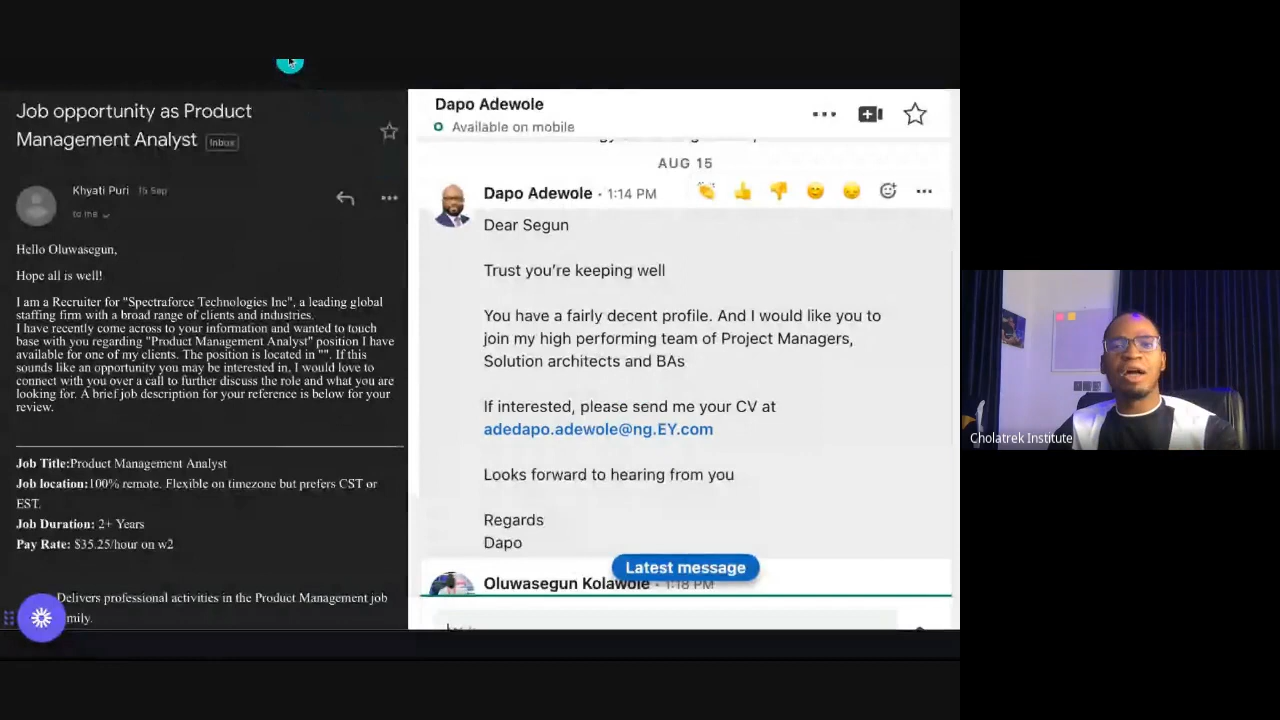 Job opportunity as Product
Management Analyst Inbox
Khyati Puri 15 Sep
to me
Hello Oluwasegun,
Hope all is well!
I am a Recruiter for "Spectraforce Technologies Inc", a leading global
staffing firm with a broad range of clients and industries.
I have recently come across to your information and wanted to touch
base with you regarding "Product Management Analyst" position I have
available for one of my clients. The position is located in "". If this
sounds like an opportunity you may be interested in, I would love to
connect with you over a call to further discuss the role and what you are
looking for. A brief job description for your reference is below for your
review.
Job Title:Product Management Analyst
Job location:100% remote. Flexible on timezone but prefers CST or
EST.
Job Duration: 2+ Years
Pay Rate: $35.25/hour on w2
Delivers professional activities in the Product Management job
mily.
Dapo Adewole
Available on mobile
AUG 15
Dapo Adewole • 1:14 PM
Dear Segun
Trust you're keeping well
You have a fairly decent profile. And I would like you to
join my high performing team of Project Managers,
Solution architects and BAs
If interested, please send me your CV at
adedapo.adewole@ng.EY.com
Looks forward to hearing from you
Regards
Dapo
Latest message
Oluwasegun Kolawole • 1:18 PM
Cholatrek Institute